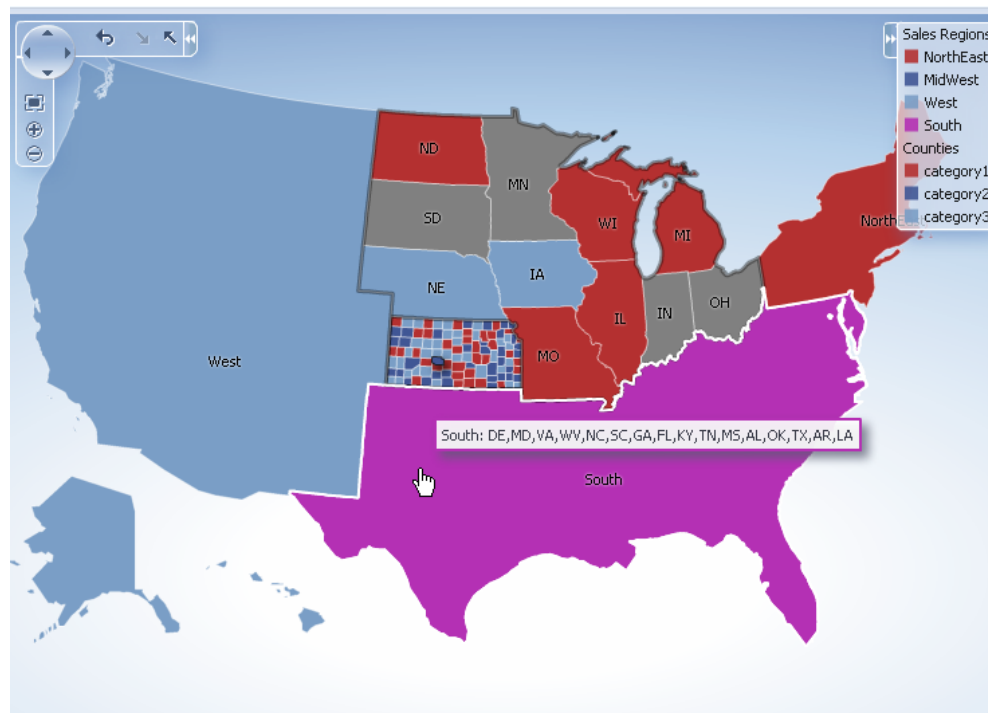 Sales Regions
NorthEast
MidWest
West
South
Counties
category1
category2
category3
ND
MN
SD
WI
MI
NE
IA
IL
IN
OH
MO
West
South: DE,MD,VA,WV,NC,SC,GA,FL,KY,TN,MS,AL,OK,TX,AR,LA
South